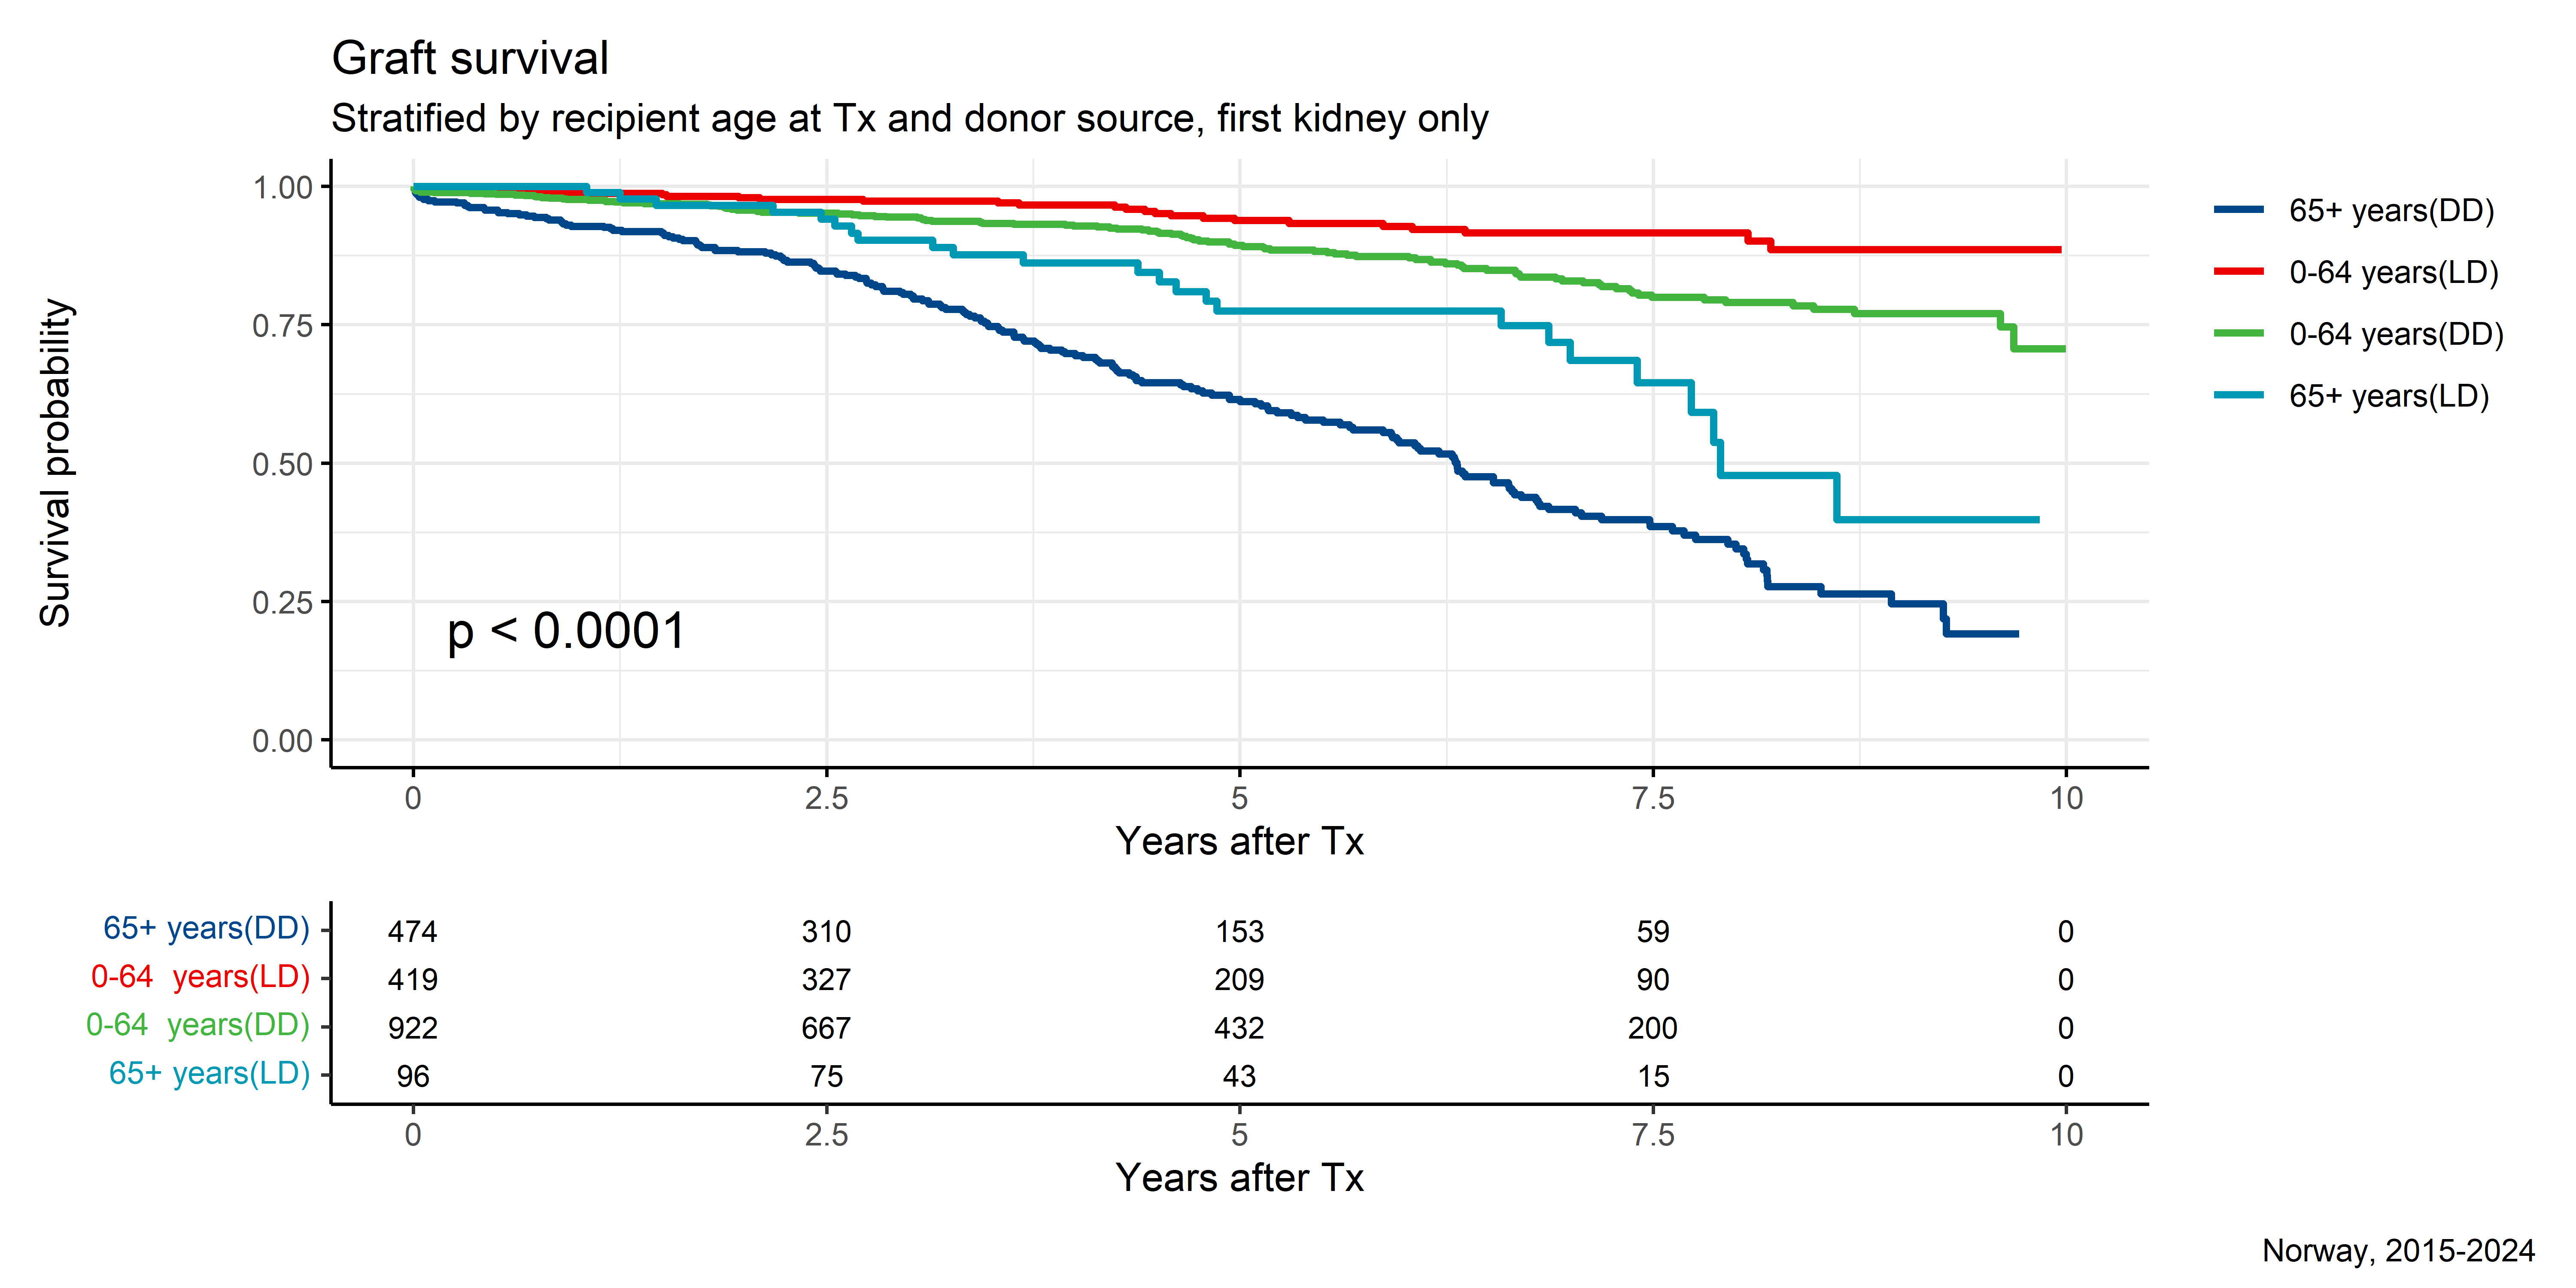 Graft survival
Stratified by recipient age at Tx and donor source, first kidney only
Survival probability
1.00
0.75
0.50
0.25
0.00
p < 0.0001
0 2.5 5 7.5 10
Years after Tx
65+ years(DD)
0-64 years(LD)
0-64 years(DD)
65+ years(LD)
65+ years(DD) 474 310 153 59 0
0-64 years(LD) 419 327 209 90 0
0-64 years(DD) 922 667 432 200 0
65+ years(LD) 96 75 43 15 0
0 2.5 5 7.5 10
Years after Tx
Norway, 2015-2024